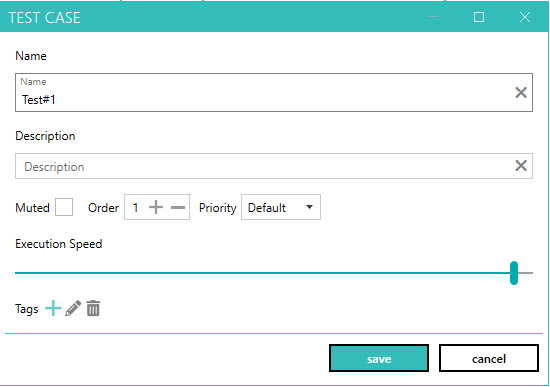 TEST CASE
Name
Name
Test#1
Description
Description
Muted Order 1 Priority Default
Execution Speed
Tags
save cancel